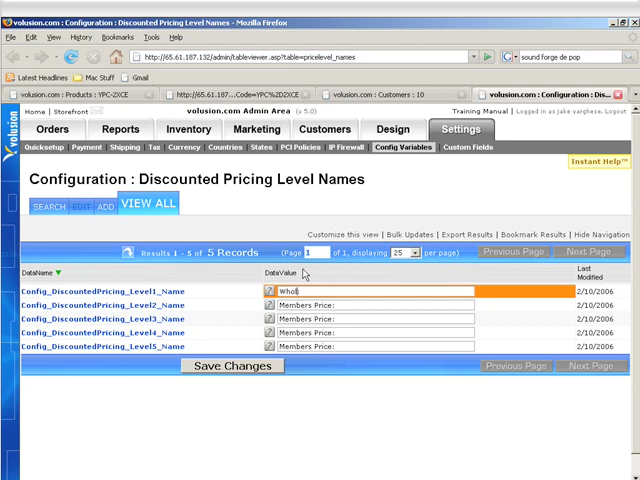 volusion.com : Configuration : Discounted Pricing Level Names - Mozilla Firefox
File Edit View History Bookmarks Tools Help
http://65.61.187.132/admin/tableviewer.asp?table=pricelevel_names
sound forge de pop
Latest Headlines Mac Stuff Gmail
volusion.com : Products : YPC-2XCE
http://65.61.187...Code=YPC%2D2XCE
volusion.com : Customers : 10
volusion.com : Configuration : Dis...
Home | Storefront
volusion.com Admin Area (v 5.0)
Training Manual | Logged in as jake varghese. Logout
volusion
Orders Reports Inventory Marketing Customers Design Settings
Quicksetup Payment Shipping Tax Currency Countries States PCI Policies IP Firewall Config Variables Custom Fields
Instant Help™
Configuration : Discounted Pricing Level Names
SEARCH EDIT ADD VIEW ALL
Customize this view | Bulk Updates | Export Results | Bookmark Results | Hide Navigation
Results 1 - 5 of 5 Records (Page 1 of 1, displaying 25 per page) Previous Page Next Page
DataName DataValue Last Modified
Config_DiscountedPricing_Level1_Name ? Whol 2/10/2006
Config_DiscountedPricing_Level2_Name ? Members Price: 2/10/2006
Config_DiscountedPricing_Level3_Name ? Members Price: 2/10/2006
Config_DiscountedPricing_Level4_Name ? Members Price: 2/10/2006
Config_DiscountedPricing_Level5_Name ? Members Price: 2/10/2006
Save Changes Previous Page Next Page